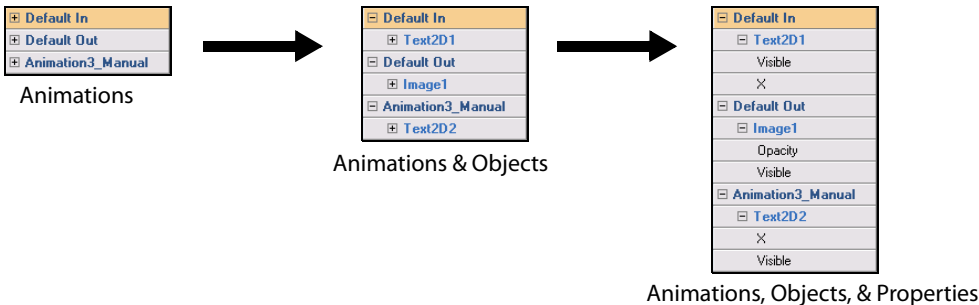 Default In
Default Out
Animation3_Manual
Animations
Default In
Text2D1
Default Out
Image1
Animation3_Manual
Text2D2
Animations & Objects
Default In
Text2D1
Visible
X
Default Out
Image1
Opacity
Visible
Animation3_Manual
Text2D2
X
Visible
Animations, Objects, & Properties